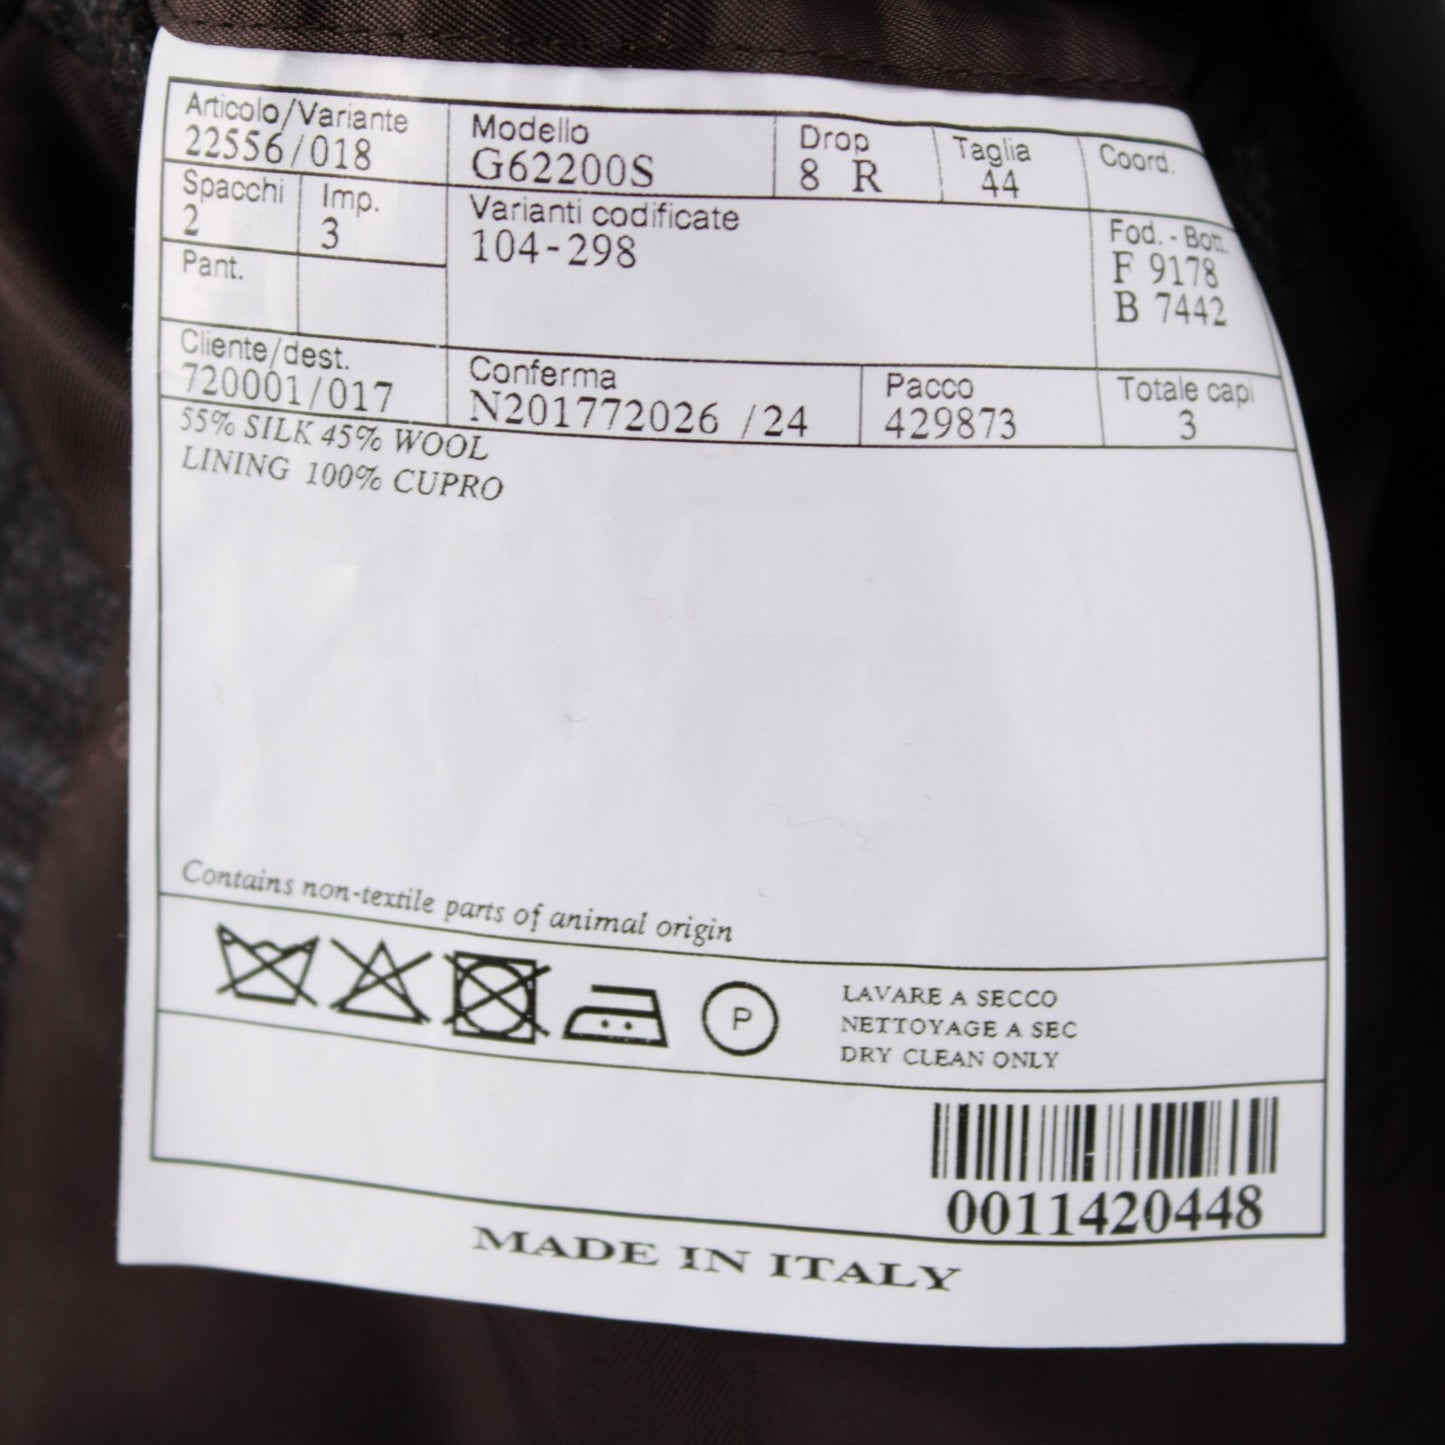 Articolo/Variante Modello Drop Taglia Coord.
22556/018 G62200S 8 R 44
Spacchi Imp. Varianti codificate Fod. - Bott.
2 3 104-298 F 9178
Pant. B 7442
Cliente/dest. Conferma Pacco Totale capi
720001/017 N201772026 /24 429873 3
55% SILK 45% WOOL
LINING 100% CUPRO
Contains non-textile parts of animal origin
P
LAVARE A SECCO
NETTOYAGE A SEC
DRY CLEAN ONLY
0011420448
MADE IN ITALY